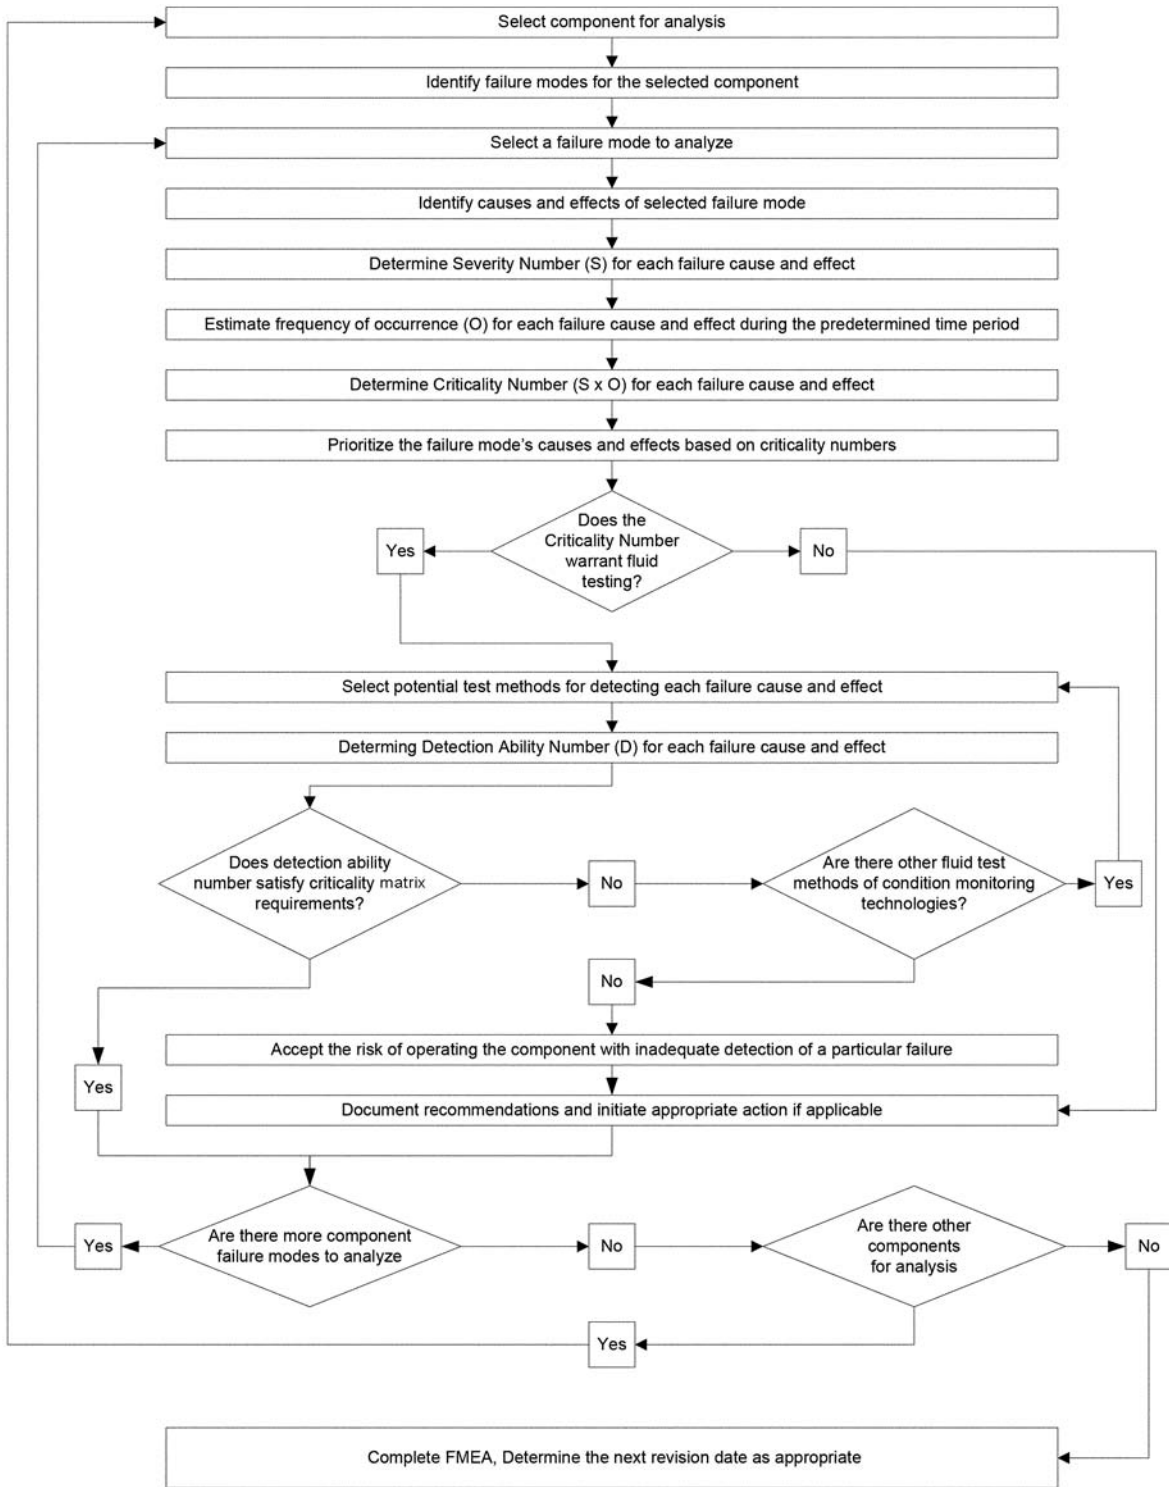 Select component for analysis
Identify failure modes for the selected component
Select a failure mode to analyze
Identify causes and effects of selected failure mode
Determine Severity Number (S) for each failure cause and effect
Estimate frequency of occurrence (O) for each failure cause and effect during the predetermined time period
Determine Criticality Number (S x O) for each failure cause and effect
Prioritize the failure mode's causes and effects based on criticality numbers
Does the
Criticality Number
warrant fluid
testing?
Yes
No
Select potential test methods for detecting each failure cause and effect
Determing Detection Ability Number (D) for each failure cause and effect
Does detection ability
number satisfy criticality matrix
requirements?
No
Are there other fluid test
methods of condition monitoring
technologies?
Yes
No
Accept the risk of operating the component with inadequate detection of a particular failure
Yes
Document recommendations and initiate appropriate action if applicable
Yes
Are there more component
failure modes to analyze
No
Are there other
components
for analysis
No
Yes
Complete FMEA, Determine the next revision date as appropriate